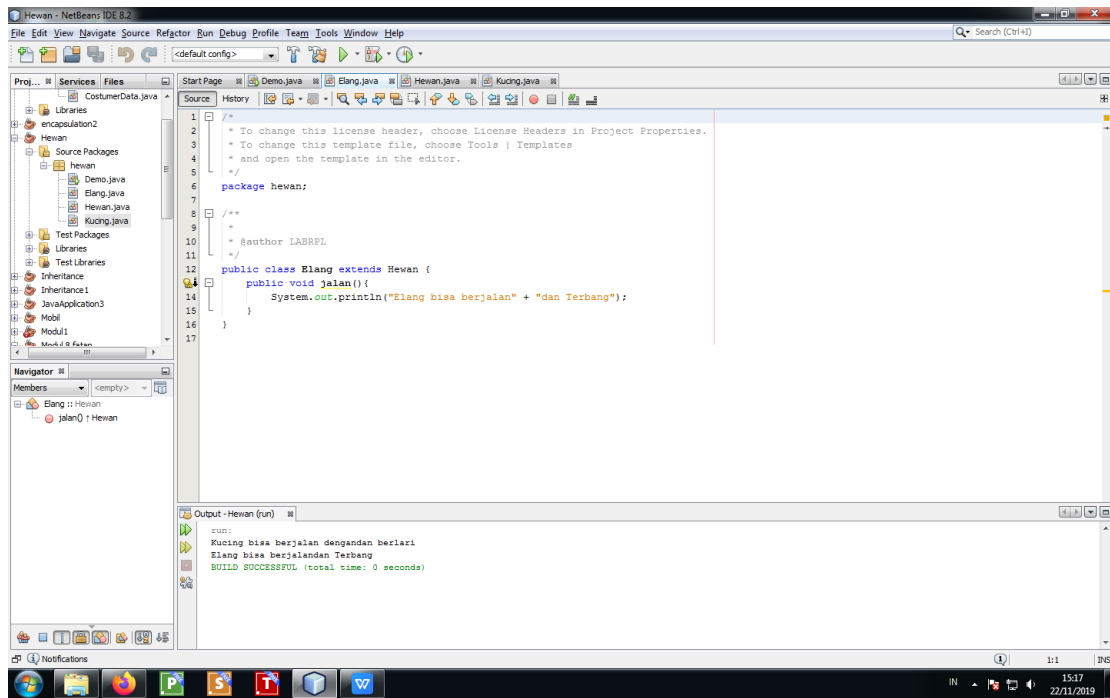 Hewan - NetBeans IDE 8.2
File Edit View Navigate Source Refactor Run Debug Profile Team Tools Window Help
Search (Ctrl+I)
<default config>
Proj... Services Files
CostumerData.java
Libraries
encapsulation2
Hewan
Source Packages
hewan
Demo.java
Elang.java
Hewan.java
Kucing.java
Test Packages
Libraries
Test Libraries
Inheritance
Inheritance1
JavaApplication3
Mobil
Modul1
Modul 8 fatan
Start Page Demo.java Elang.java Hewan.java Kucing.java
Source History
1 /*
2 * To change this license header, choose License Headers in Project Properties.
3 * To change this template file, choose Tools | Templates
4 * and open the template in the editor.
5 */
6 package hewan;
7
8 /**
9 *
10 * @author LABRPL
11 */
12 public class Elang extends Hewan {
public void jalan(){
14 System.out.println("Elang bisa berjalan" + "dan Terbang");
15 }
16 }
17
Navigator
Members <empty>
Elang :: Hewan
jalan() ↑ Hewan
Output - Hewan (run)
run:
Kucing bisa berjalan dengandan berlari
Elang bisa berjalandan Terbang
BUILD SUCCESSFUL (total time: 0 seconds)
Notifications
1:1 INS
P S T W
IN
15:17
22/11/2019